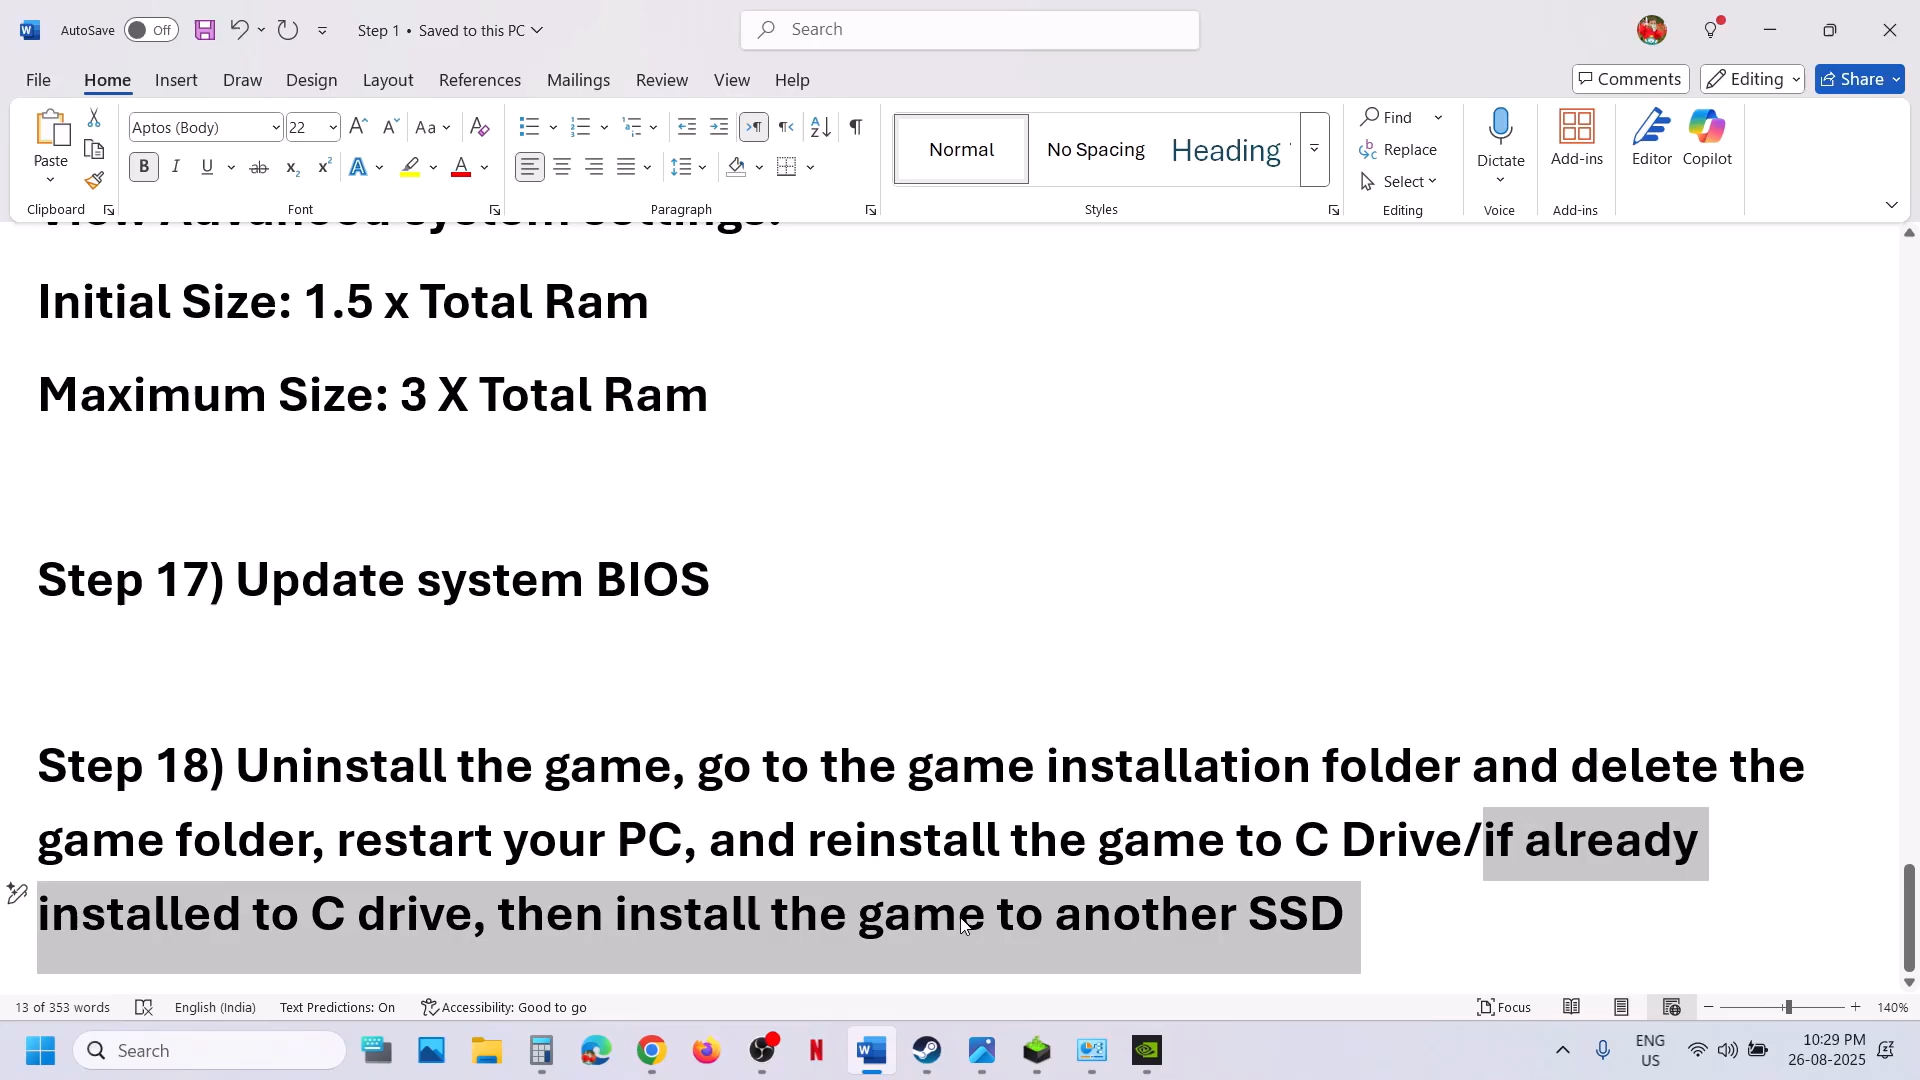 AutoSave Off Step 1 • Saved to this PC Search
File Home Insert Draw Design Layout References Mailings Review View Help Comments Editing Share
Paste Aptos (Body) 22 Aa Normal No Spacing Heading Find Replace Select Dictate Add-ins Editor Copilot
Clipboard Font Paragraph Styles Editing Voice Add-ins
View Advanced system settings.
Initial Size: 1.5 x Total Ram
Maximum Size: 3 X Total Ram
Step 17) Update system BIOS
Step 18) Uninstall the game, go to the game installation folder and delete the
game folder, restart your PC, and reinstall the game to C Drive/if already
installed to C drive, then install the game to another SSD
13 of 353 words English (India) Text Predictions: On Accessibility: Good to go Focus 140%
Search ENG 10:29 PM
US 26-08-2025